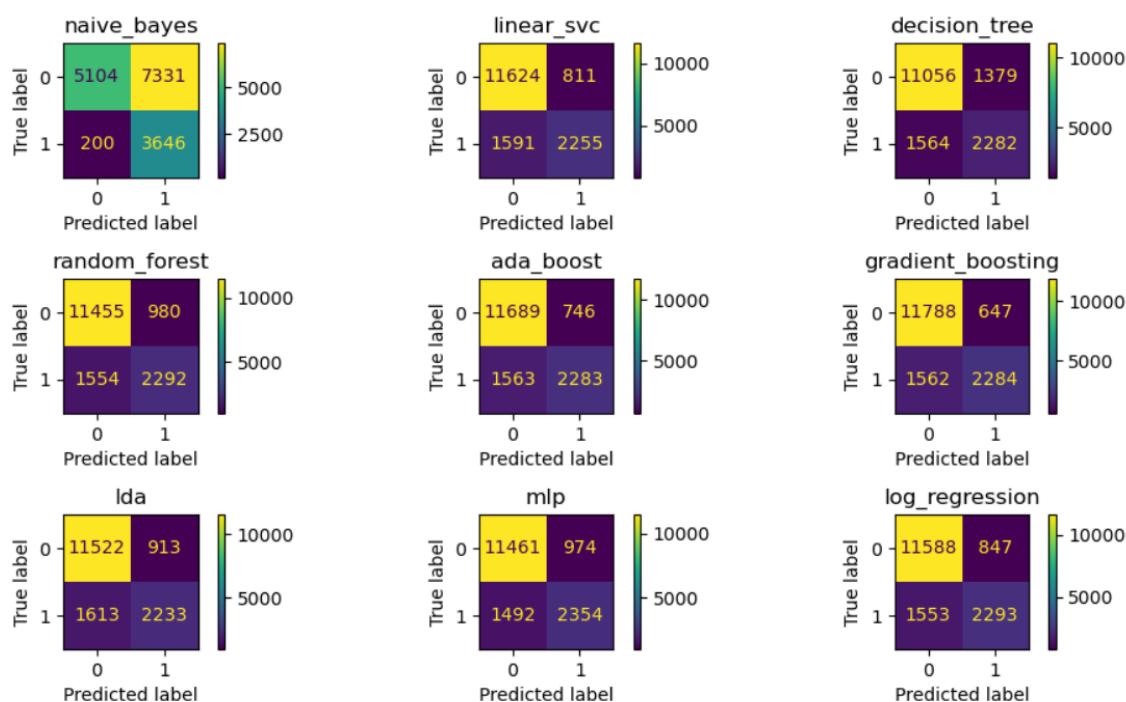 naive_bayes
True label
0
1
5104 7331
200 3646
0 1
Predicted label
5000
2500
linear_svc
True label
0
1
11624 811
1591 2255
0 1
Predicted label
10000
5000
decision_tree
True label
0
1
11056 1379
1564 2282
0 1
Predicted label
10000
5000
random_forest
True label
0
1
11455 980
1554 2292
0 1
Predicted label
10000
5000
ada_boost
True label
0
1
11689 746
1563 2283
0 1
Predicted label
10000
5000
gradient_boosting
True label
0
1
11788 647
1562 2284
0 1
Predicted label
10000
5000
lda
True label
0
1
11522 913
1613 2233
0 1
Predicted label
10000
5000
mlp
True label
0
1
11461 974
1492 2354
0 1
Predicted label
10000
5000
log_regression
True label
0
1
11588 847
1553 2293
0 1
Predicted label
10000
5000